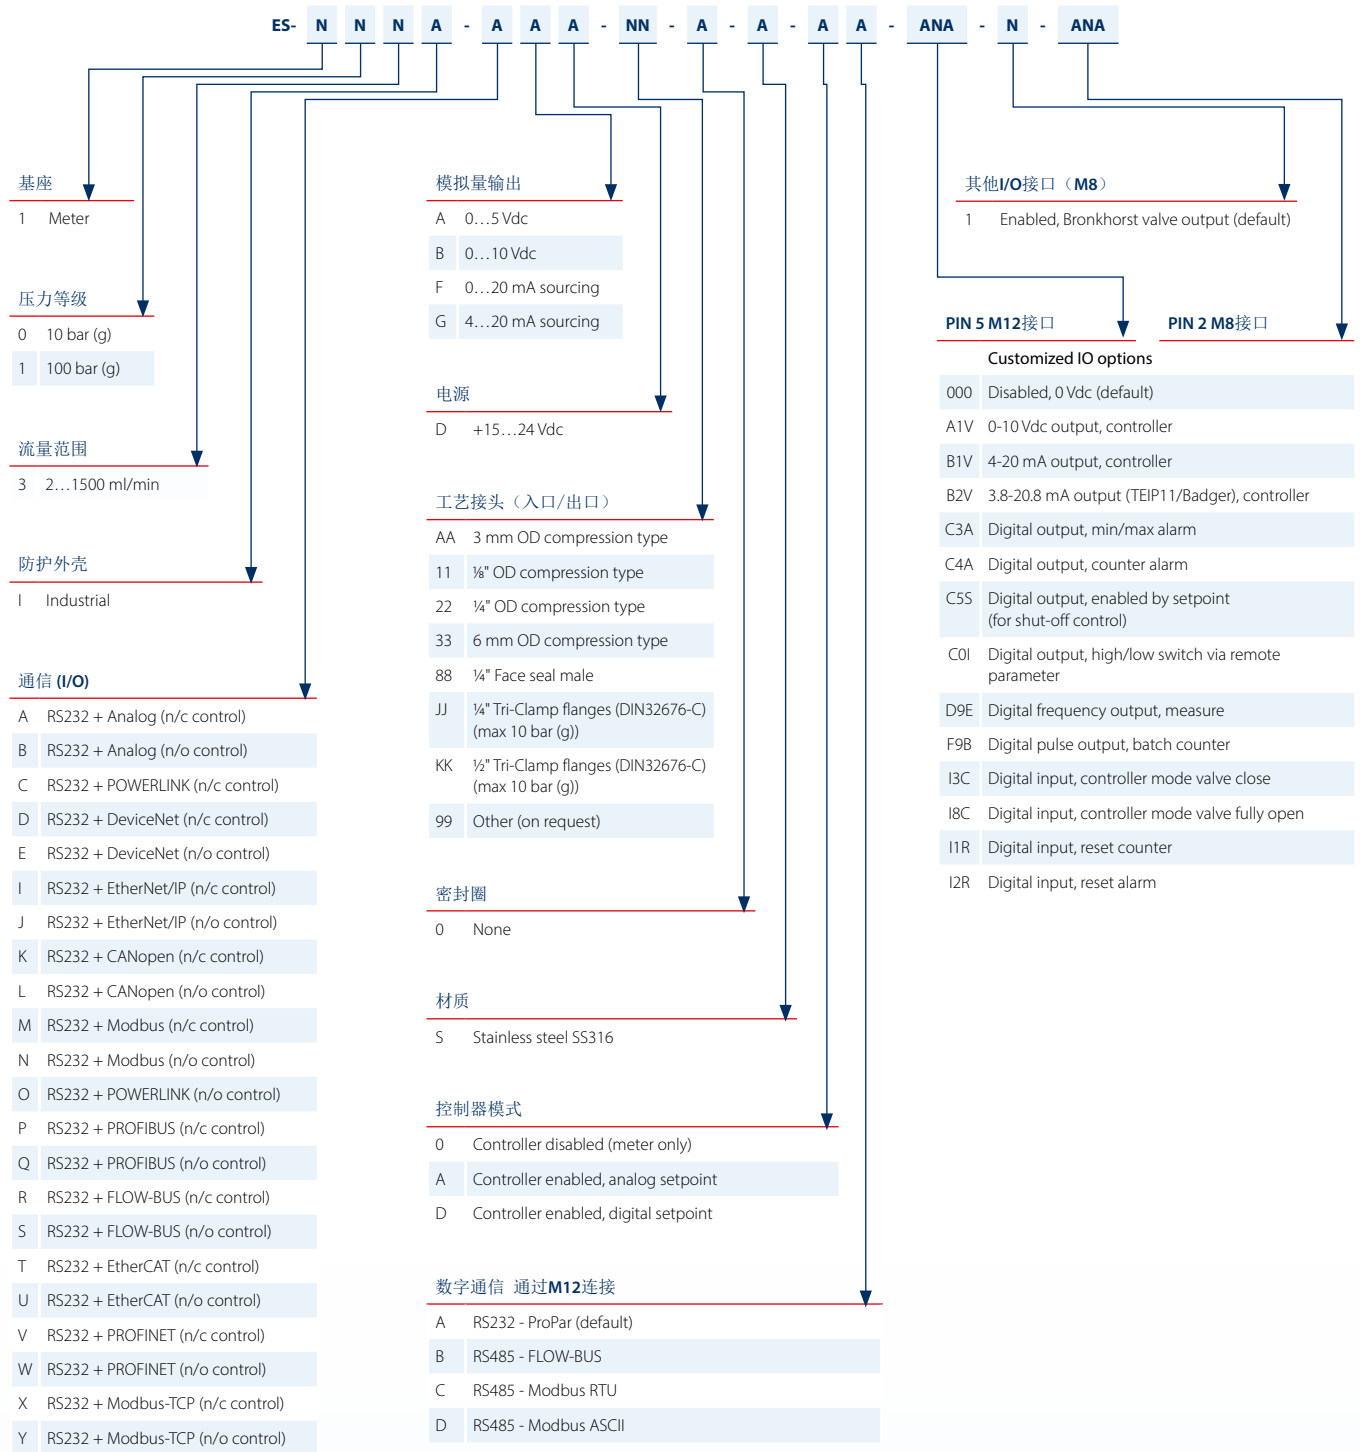 ES- N N N A - A A A - NN - A - A - A A - ANA - N - ANA
基座
1 Meter
压力等级
0 10 bar (g)
1 100 bar (g)
流量范围
3 2…1500 ml/min
防护外壳
I Industrial
通信 (I/O)
A RS232 + Analog (n/c control)
B RS232 + Analog (n/o control)
C RS232 + POWERLINK (n/c control)
D RS232 + DeviceNet (n/c control)
E RS232 + DeviceNet (n/o control)
I RS232 + EtherNet/IP (n/c control)
J RS232 + EtherNet/IP (n/o control)
K RS232 + CANopen (n/c control)
L RS232 + CANopen (n/o control)
M RS232 + Modbus (n/c control)
N RS232 + Modbus (n/o control)
O RS232 + POWERLINK (n/o control)
P RS232 + PROFIBUS (n/c control)
Q RS232 + PROFIBUS (n/o control)
R RS232 + FLOW-BUS (n/c control)
S RS232 + FLOW-BUS (n/o control)
T RS232 + EtherCAT (n/c control)
U RS232 + EtherCAT (n/o control)
V RS232 + PROFINET (n/c control)
W RS232 + PROFINET (n/o control)
X RS232 + Modbus-TCP (n/c control)
Y RS232 + Modbus-TCP (n/o control)
模拟量输出
A 0…5 Vdc
B 0…10 Vdc
F 0…20 mA sourcing
G 4…20 mA sourcing
电源
D +15…24 Vdc
工艺接头（入口/出口）
AA 3 mm OD compression type
11 ⅛" OD compression type
22 ¼" OD compression type
33 6 mm OD compression type
88 ¼" Face seal male
JJ ¼" Tri-Clamp flanges (DIN32676-C)
(max 10 bar (g))
KK ½" Tri-Clamp flanges (DIN32676-C)
(max 10 bar (g))
99 Other (on request)
密封圈
0 None
材质
S Stainless steel SS316
控制器模式
0 Controller disabled (meter only)
A Controller enabled, analog setpoint
D Controller enabled, digital setpoint
数字通信 通过M12连接
A RS232 - ProPar (default)
B RS485 - FLOW-BUS
C RS485 - Modbus RTU
D RS485 - Modbus ASCII
其他I/O接口（M8）
1 Enabled, Bronkhorst valve output (default)
PIN 5 M12接口 PIN 2 M8接口
Customized IO options
000 Disabled, 0 Vdc (default)
A1V 0-10 Vdc output, controller
B1V 4-20 mA output, controller
B2V 3.8-20.8 mA output (TEIP11/Badger), controller
C3A Digital output, min/max alarm
C4A Digital output, counter alarm
C5S Digital output, enabled by setpoint
(for shut-off control)
C0I Digital output, high/low switch via remote
parameter
D9E Digital frequency output, measure
F9B Digital pulse output, batch counter
I3C Digital input, controller mode valve close
I8C Digital input, controller mode valve fully open
I1R Digital input, reset counter
I2R Digital input, reset alarm